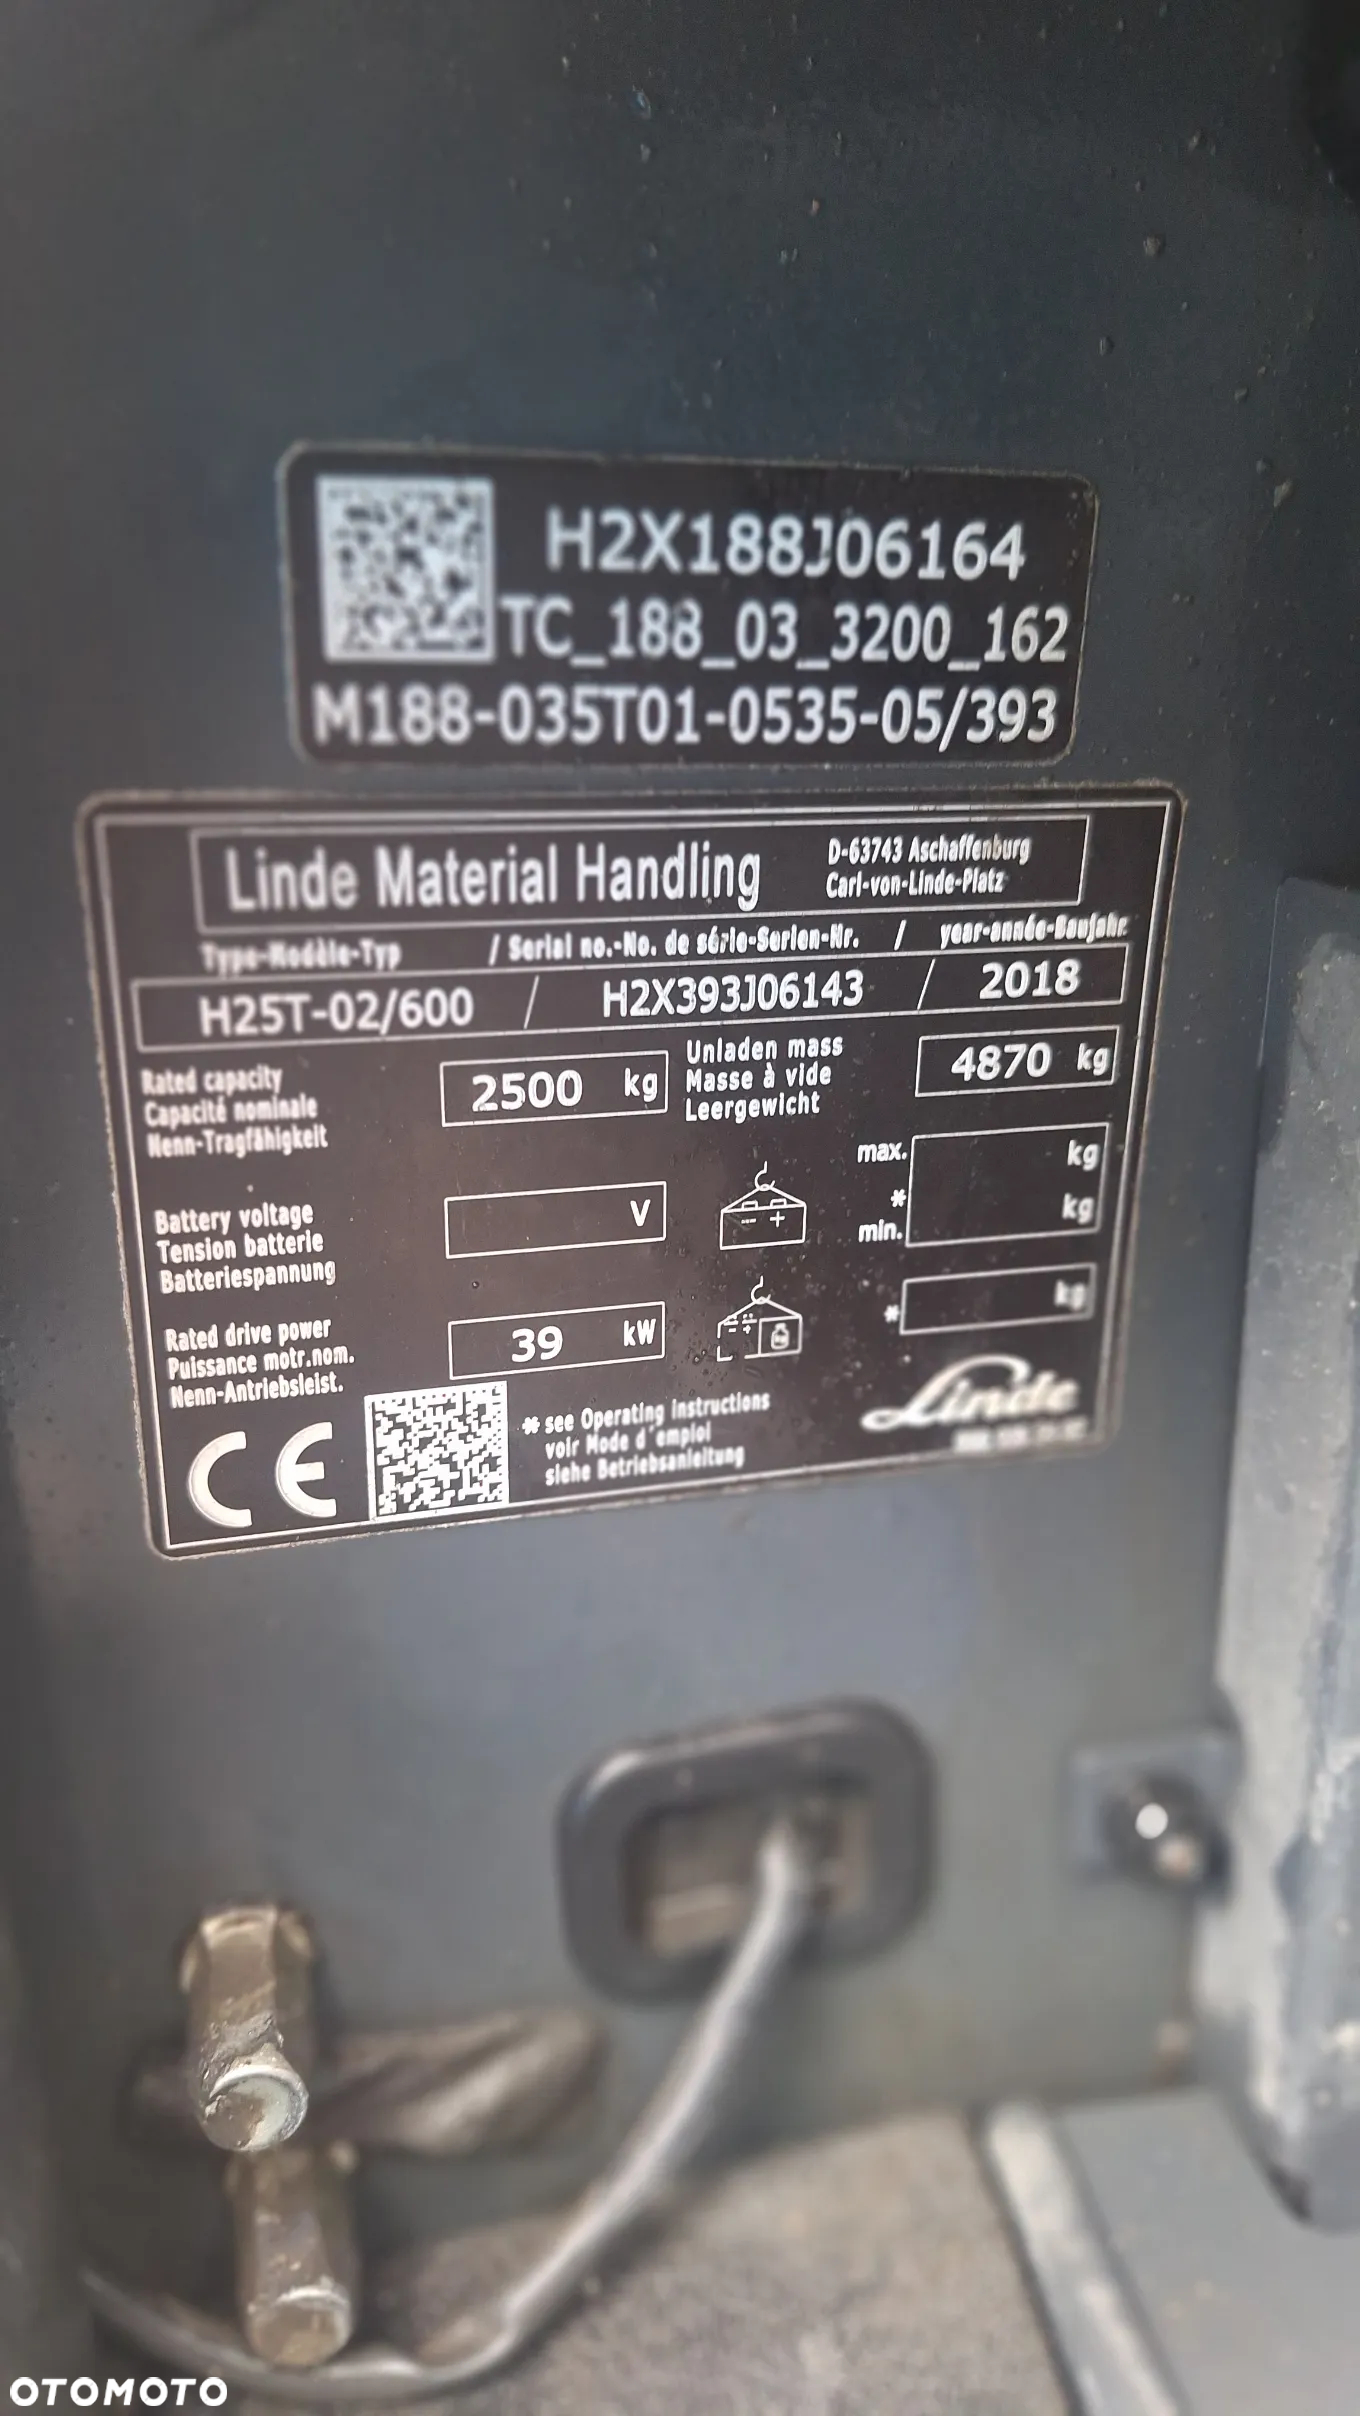 H2X188J06164
TC_188_03_3200_162
M188-035T01-0535-05/393
Linde Material Handling
D-63743 Aschaffenburg
Carl-von-Linde-Platz
Type-Modèle-Typ / Serial no.-No. de série-Serien-Nr. / year-année-Baujahr
H25T-02/600 / H2X393J06143 / 2018
Rated capacity
Capacité nominale
Nenn-Tragfähigkeit
2500 kg
Unladen mass
Masse à vide
Leergewicht
4870 kg
Battery voltage
Tension batterie
Batteriespannung
V
max. kg
* kg
min.
Rated drive power
Puissance motr.nom.
Nenn-Antriebsleist.
39 kW
* kg
CE
* see Operating instructions
voir Mode d'emploi
siehe Betriebsanleitung
Linde
OTOMOTO